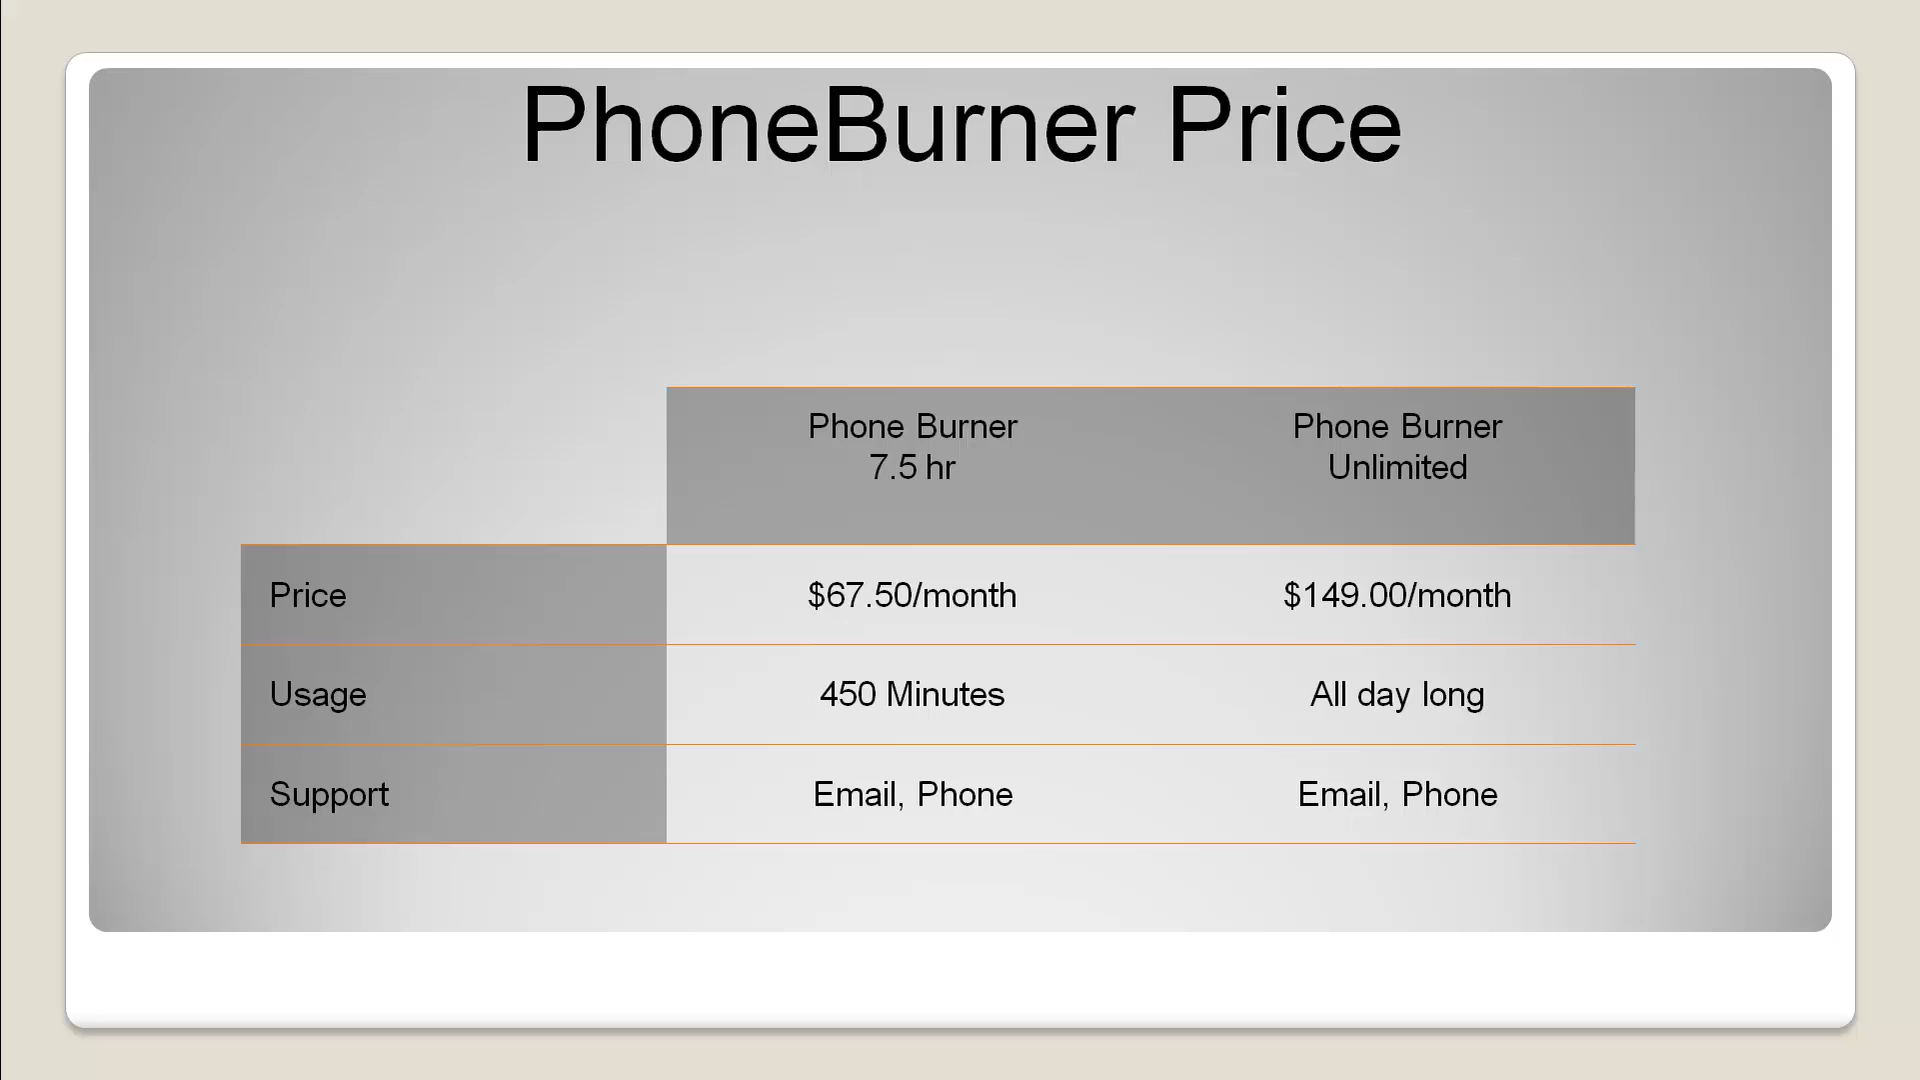 PhoneBurner Price
Phone Burner
7.5 hr
Phone Burner
Unlimited
Price
$67.50/month
$149.00/month
Usage
450 Minutes
All day long
Support
Email, Phone
Email, Phone